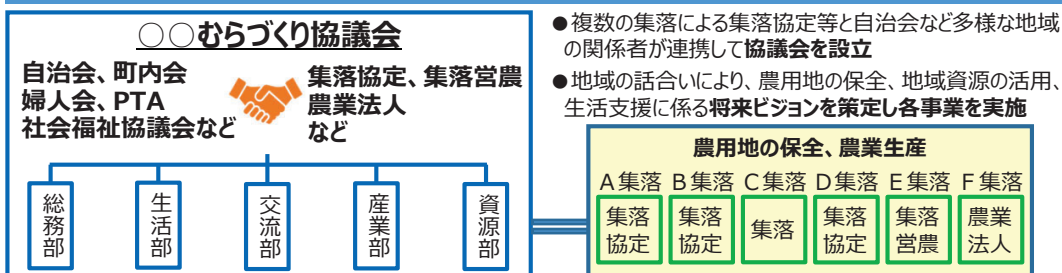 ○○むらづくり協議会
自治会、町内会
婦人会、PTA
社会福祉協議会など
集落協定、集落営農
農業法人
など
総務部
生活部
交流部
産業部
資源部
●複数の集落による集落協定等と自治会など多様な地域
の関係者が連携して協議会を設立
●地域の話合いにより、農用地の保全、地域資源の活用、
生活支援に係る将来ビジョンを策定し各事業を実施
農用地の保全、農業生産
A集落 B集落 C集落 D集落 E集落 F集落
集落
協定
集落
協定
集落
集落
協定
集落
営農
農業
法人